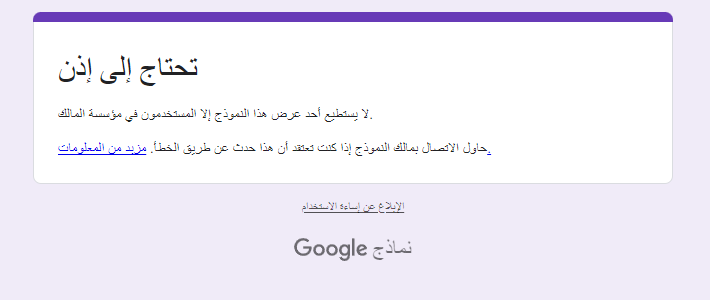 تحتاج إلى إذن
لا يستطيع أحد عرض هذا النموذج إلا المستخدمون في مؤسسة المالك.
حاول الاتصال بمالك النموذج إذا كنت تعتقد أن هذا حدث عن طريق الخطأ. مزيد من المعلومات.
الإبلاغ عن إساءة الاستخدام
نماذج Google